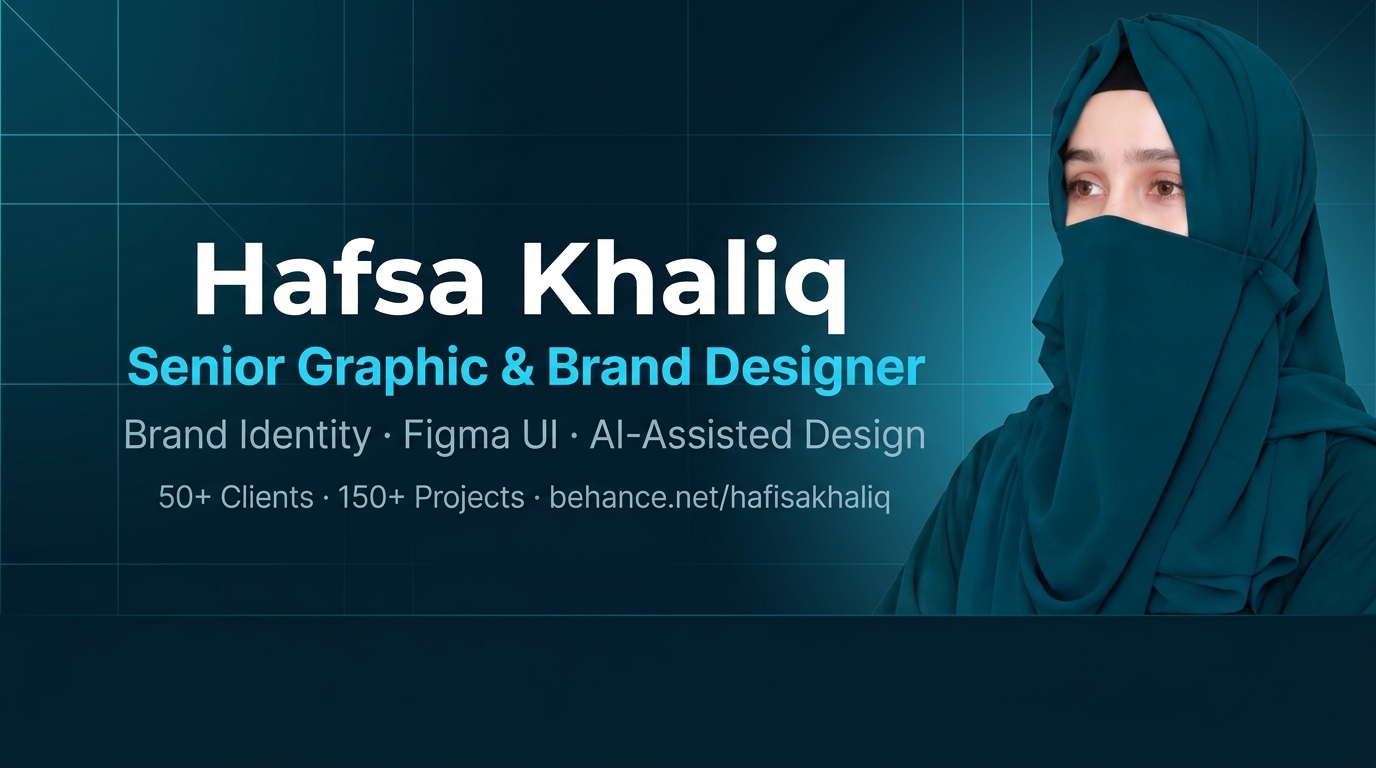 Hafsa Khaliq
Senior Graphic & Brand Designer
Brand Identity · Figma UI · AI-Assisted Design
50+ Clients · 150+ Projects · behance.net/hafisakhaliq